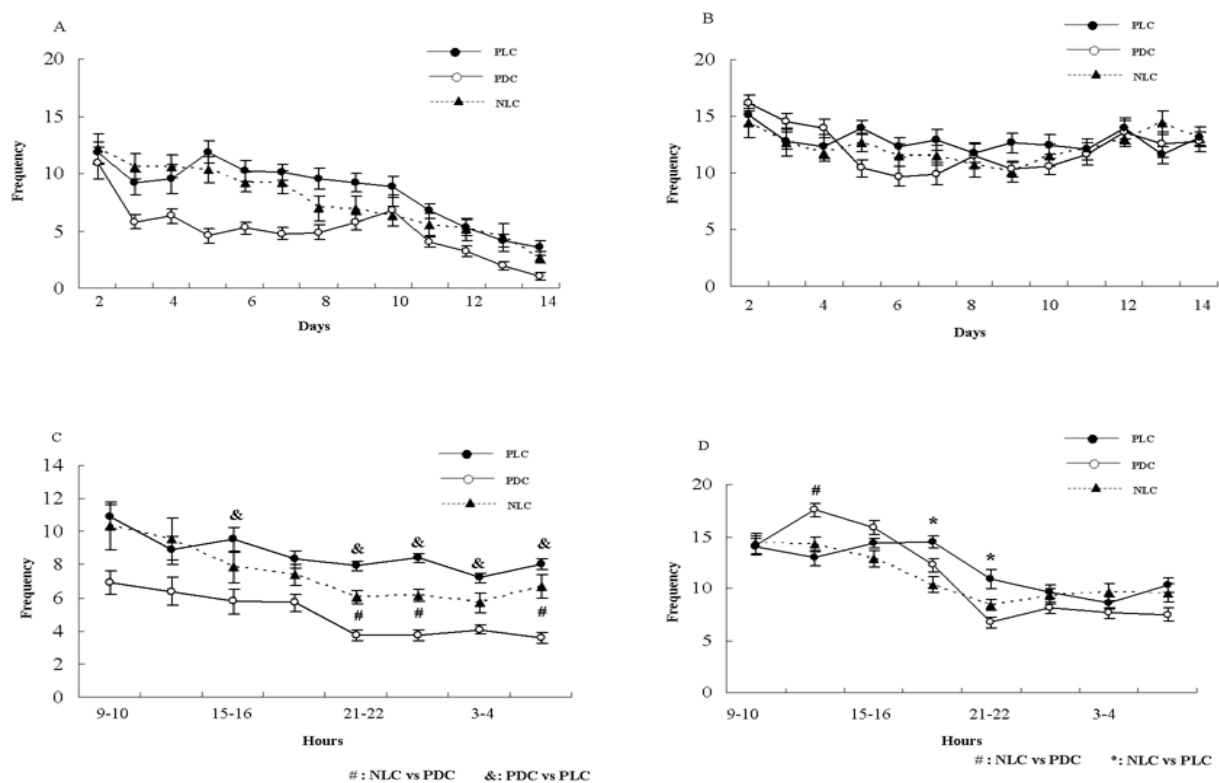 A
PLC
PDC
NLC
Frequency
20
15
10
5
0
2 4 6 8 10 12 14
Days
B
PLC
PDC
NLC
Frequency
20
15
10
5
0
2 4 6 8 10 12 14
Days
C
PLC
PDC
NLC
Frequency
14
12
10
8
6
4
2
0
& & & & &
# # #
9-10 15-16 21-22 3-4
Hours
# : NLC vs PDC &: PDC vs PLC
D
PLC
PDC
NLC
Frequency
20
15
10
5
0
# * *
9-10 15-16 21-22 3-4
Hours
# : NLC vs PDC *: NLC vs PLC